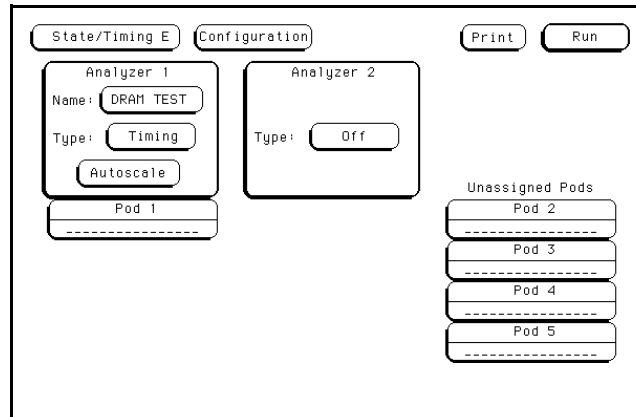 State/Timing E Configuration Print Run
Analyzer 1
Name: DRAM TEST
Type: Timing
Autoscale
Pod 1
----------------
Analyzer 2
Type: Off
Unassigned Pods
Pod 2
----------------
Pod 3
----------------
Pod 4
----------------
Pod 5
----------------